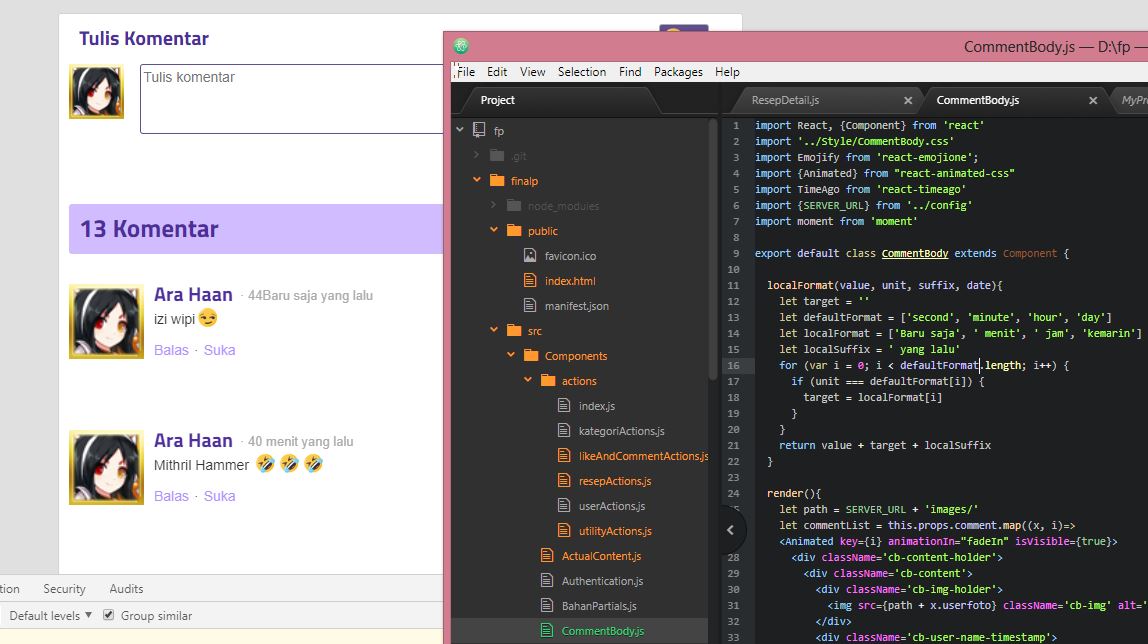 Tulis Komentar
Tulis komentar
13 Komentar
Ara Haan · 44Baru saja yang lalu
izi wipi 😏
Balas · Suka
Ara Haan · 40 menit yang lalu
Mithril Hammer 🤣 🤣 🤣
Balas · Suka
Security Audits
Default levels ▼ Group similar
CommentBody.js — D:\fp —
File Edit View Selection Find Packages Help
Project
fp
.git
finalp
node_modules
public
favicon.ico
index.html
manifest.json
src
Components
actions
index.js
kategoriActions.js
likeAndCommentActions.js
resepActions.js
userActions.js
utilityActions.js
ActualContent.js
Authentication.js
BahanPartials.js
CommentBody.js
ResepDetail.js CommentBody.js
1 import React, {Component} from 'react'
2 import '../Style/CommentBody.css'
3 import Emojify from 'react-emojione';
4 import {Animated} from "react-animated-css"
5 import TimeAgo from 'react-timeago'
6 import {SERVER_URL} from '../config'
7 import moment from 'moment'
8
9 export default class CommentBody extends Component {
10
11 localFormat(value, unit, suffix, date){
12 let target = ''
13 let defaultFormat = ['second', 'minute', 'hour', 'day']
14 let localFormat = ['Baru saja', ' menit', ' jam', 'kemarin']
15 let localSuffix = ' yang lalu'
16 for (var i = 0; i < defaultFormat.length; i++) {
17 if (unit === defaultFormat[i]) {
18 target = localFormat[i]
19 }
20 }
21 return value + target + localSuffix
22 }
23
24 render(){
let path = SERVER_URL + 'images/'
let commentList = this.props.comment.map((x, i)=>
<Animated key={i} animationIn="fadeIn" isVisible={true}>
28 <div className='cb-content-holder'>
29 <div className='cb-content'>
30 <div className='cb-img-holder'>
31 <img src={path + x.userfoto} className='cb-img' alt='
32 </div>
33 <div className='cb-user-name-timestamp'>